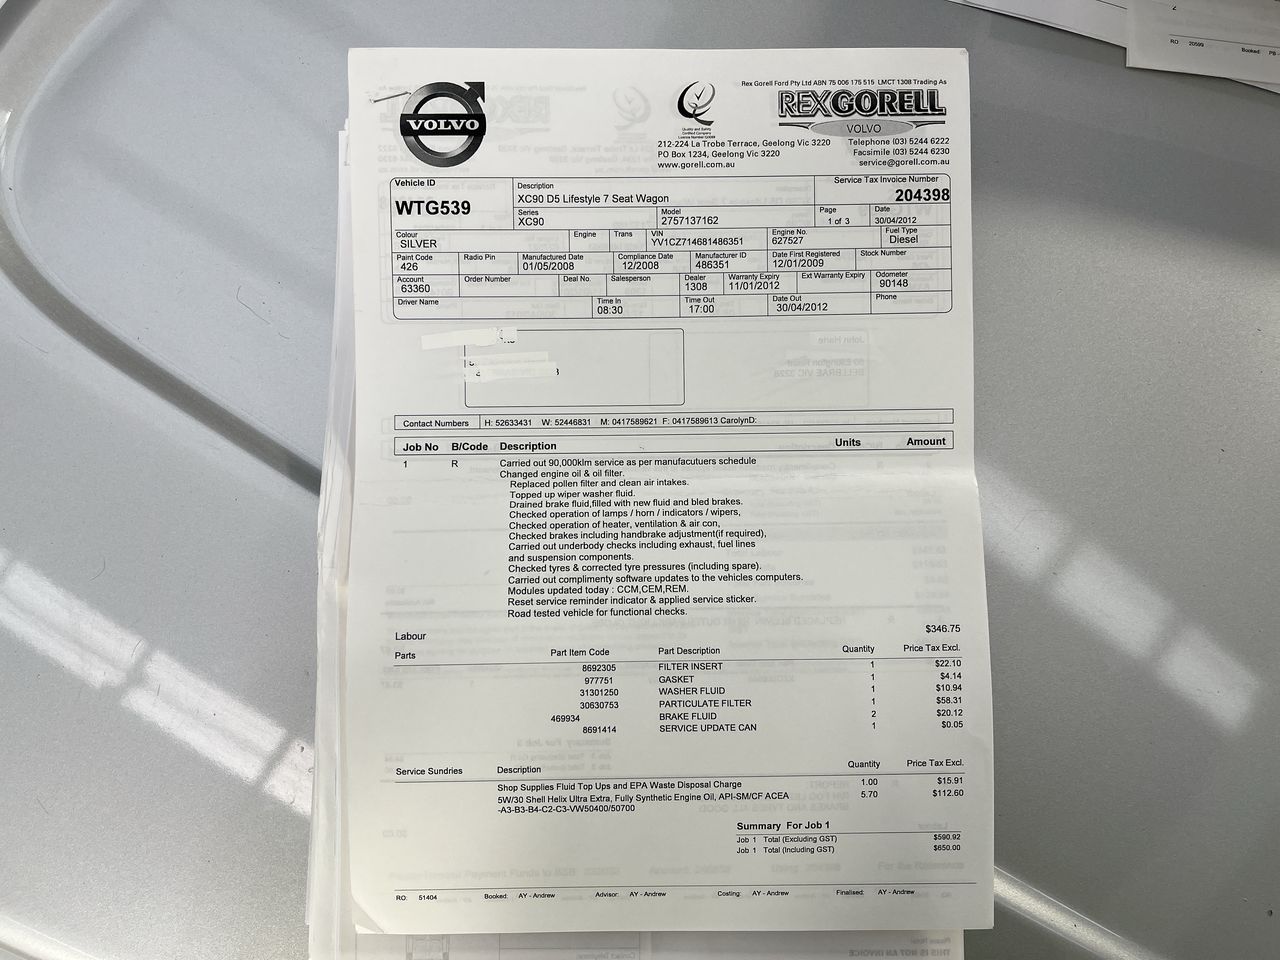 RO: 20599 Booked: PB -
Rex Gorell Ford Pty Ltd ABN 75 006 175 515 LMCT 1308 Trading As
VOLVO
Quality and Safety
Certified Company
REXGORELL
VOLVO
212-224 La Trobe Terrace, Geelong Vic 3220 Telephone (03) 5244 6222
PO Box 1234, Geelong Vic 3220 Facsimile (03) 5244 6230
www.gorell.com.au service@gorell.com.au
Vehicle ID Description Service Tax Invoice Number
WTG539 XC90 D5 Lifestyle 7 Seat Wagon 204398
Series Model Page Date
XC90 2757137162 1 of 3 30/04/2012
Colour Engine Trans VIN Engine No. Fuel Type
SILVER YV1CZ714681486351 627527 Diesel
Paint Code Radio Pin Manufactured Date Compliance Date Manufacturer ID Date First Registered Stock Number
426 01/05/2008 12/2008 486351 12/01/2009
Account Order Number Deal No. Salesperson Dealer Warranty Expiry Ext Warranty Expiry Odometer
63360 1308 11/01/2012 90148
Driver Name Time In Time Out Date Out Phone
08:30 17:00 30/04/2012
Contact Numbers H: 52633431 W: 52446831 M: 0417589621 F: 0417589613 CarolynD:
Job No B/Code Description Units Amount
1 R Carried out 90,000klm service as per manufacutuers schedule
Changed engine oil & oil filter.
Replaced pollen filter and clean air intakes.
Topped up wiper washer fluid.
Drained brake fluid,filled with new fluid and bled brakes.
Checked operation of lamps / horn / indicators / wipers,
Checked operation of heater, ventilation & air con,
Checked brakes including handbrake adjustment(if required),
Carried out underbody checks including exhaust, fuel lines
and suspension components.
Checked tyres & corrected tyre pressures (including spare).
Carried out complimenty software updates to the vehicles computers.
Modules updated today : CCM,CEM,REM.
Reset service reminder indicator & applied service sticker.
Road tested vehicle for functional checks.
Labour $346.75
Parts Part Item Code Part Description Quantity Price Tax Excl.
8692305 FILTER INSERT 1 $22.10
977751 GASKET 1 $4.14
31301250 WASHER FLUID 1 $10.94
30630753 PARTICULATE FILTER 1 $58.31
469934 BRAKE FLUID 2 $20.12
8691414 SERVICE UPDATE CAN 1 $0.05
Service Sundries Description Quantity Price Tax Excl.
Shop Supplies Fluid Top Ups and EPA Waste Disposal Charge 1.00 $15.91
5W/30 Shell Helix Ultra Extra, Fully Synthetic Engine Oil, API-SM/CF ACEA 5.70 $112.60
-A3-B3-B4-C2-C3-VW50400/50700
Summary For Job 1
Job 1 Total (Excluding GST) $590.92
Job 1 Total (Including GST) $650.00
RO: 51404 Booked: AY - Andrew Advisor: AY - Andrew Costing: AY - Andrew Finalised: AY - Andrew